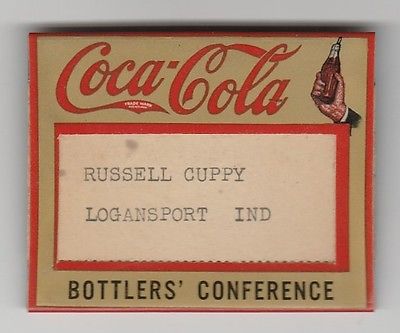 Coca-Cola
TRADE MARK
RUSSELL CUPPY
LOGANSPORT IND
BOTTLERS' CONFERENCE